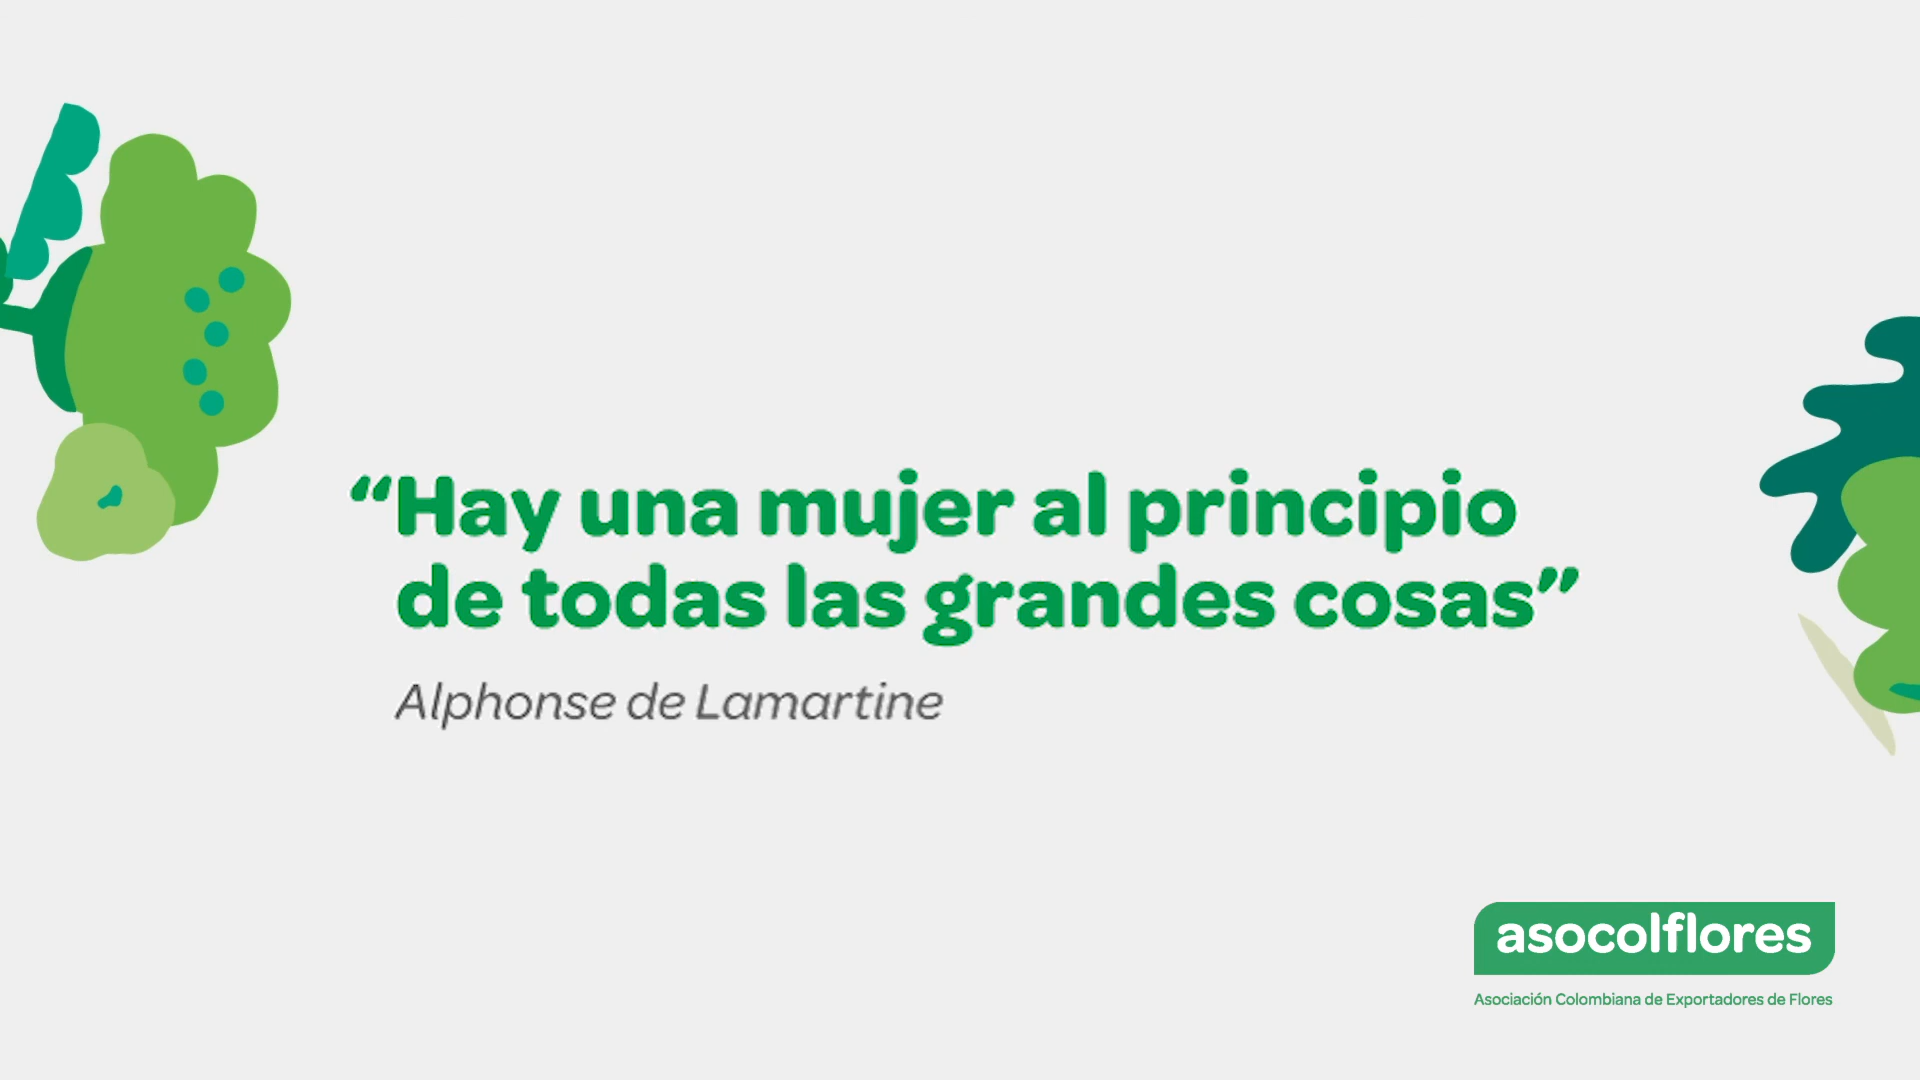 “Hay una mujer al principio
de todas las grandes cosas”
Alphonse de Lamartine
asocolflores
Asociación Colombiana de Exportadores de Flores